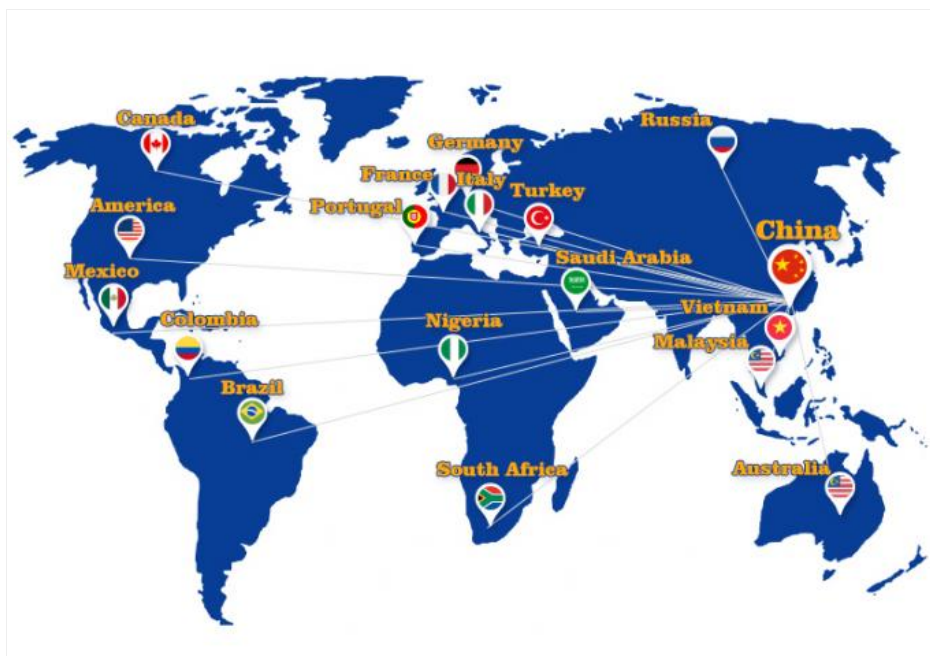 Canada
Russia
Germany
France
Italy
Turkey
America
Portugal
China
Saudi Arabia
Mexico
Vietnam
Colombia
Nigeria
Malaysia
Brazil
South Africa
Australia